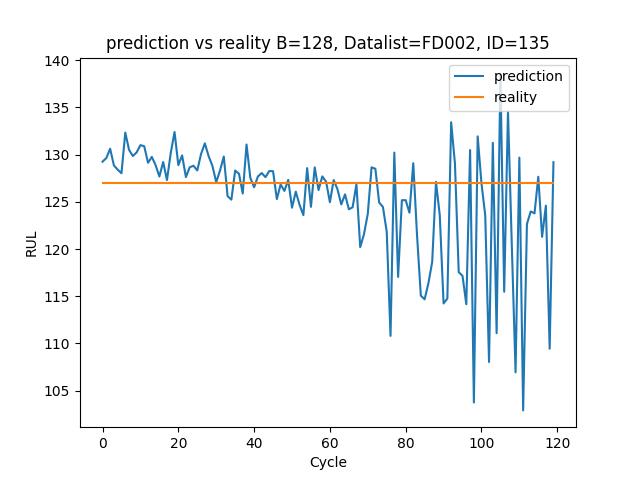 prediction vs reality B=128, Datalist=FD002, ID=135
prediction
reality
RUL
140
135
130
125
120
115
110
105
0 20 40 60 80 100 120
Cycle